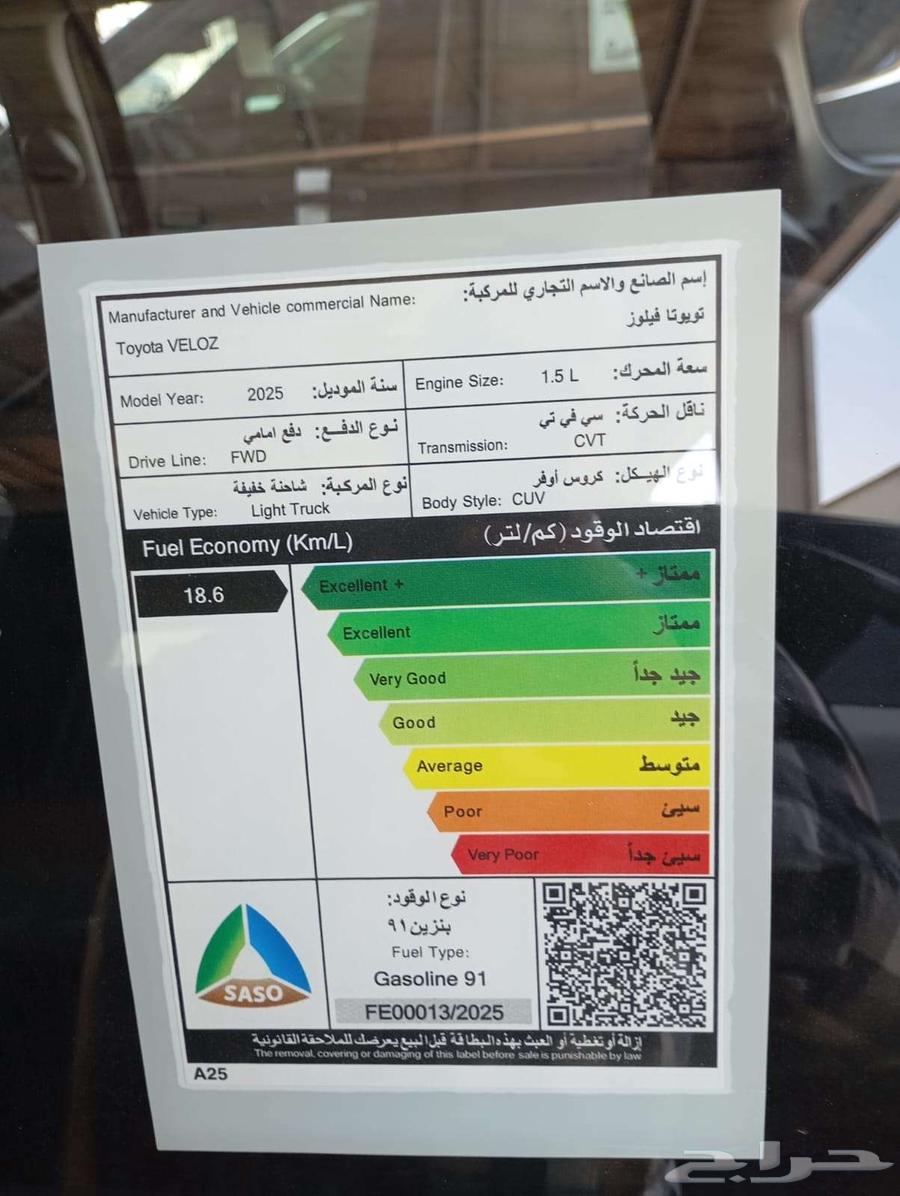 Manufacturer and Vehicle commercial Name: إسم الصانع والاسم التجاري للمركبة:
Toyota VELOZ تويوتا فيلوز
Model Year: 2025 سنة الموديل:
Engine Size: 1.5 L سعة المحرك:
نوع الدفع: دفع امامي
Drive Line: FWD
ناقل الحركة: سي في تي
Transmission: CVT
نوع المركبة: شاحنة خفيفة
Vehicle Type: Light Truck
نوع الهيكل: كروس أوفر
Body Style: CUV
Fuel Economy (Km/L) اقتصاد الوقود (كم/لتر)
18.6
Excellent + ممتاز +
Excellent ممتاز
Very Good جيد جداً
Good جيد
Average متوسط
Poor سيئ
Very Poor سيئ جداً
SASO
نوع الوقود:
بنزين ٩١
Fuel Type:
Gasoline 91
FE00013/2025
إزالة أو تغطية أو العبث بهذه البطاقة قبل البيع يعرضك للملاحقة القانونية
The removal, covering or damaging of this label before sale is punishable by law
A25
حراج